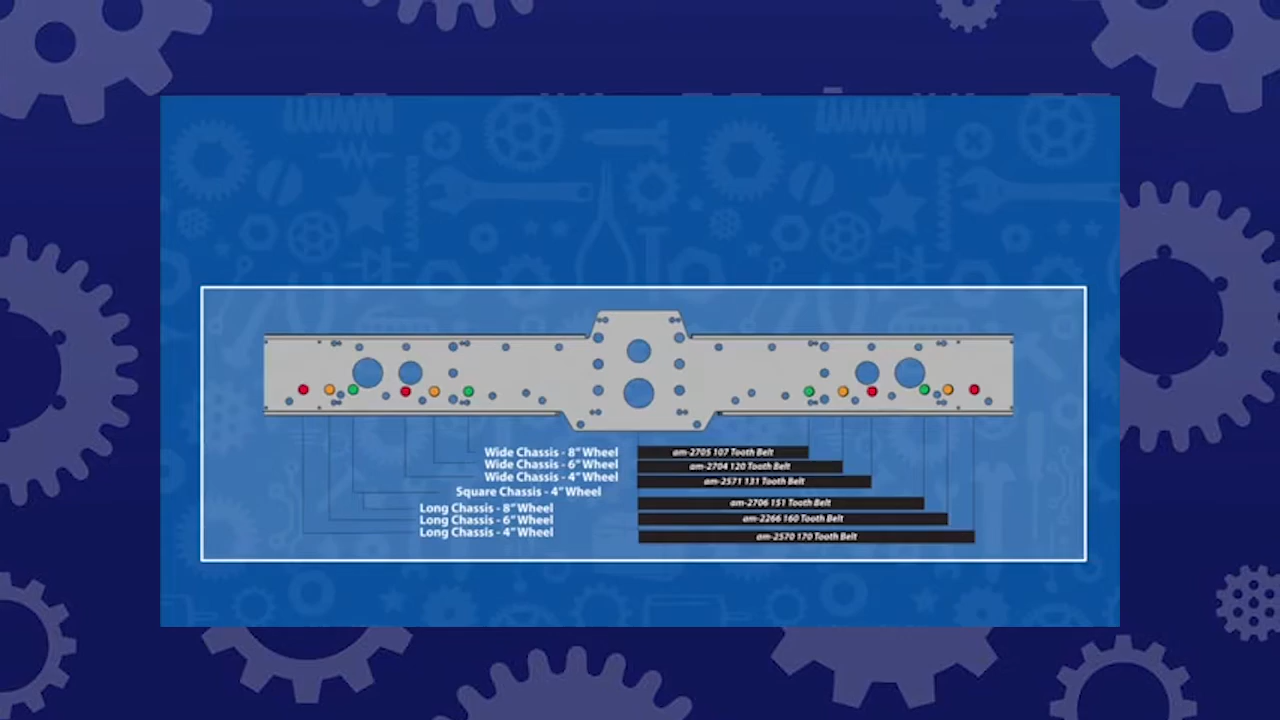 Wide Chassis - 8" Wheel
Wide Chassis - 6" Wheel
Wide Chassis - 4" Wheel
Square Chassis - 4" Wheel
Long Chassis - 8" Wheel
Long Chassis - 6" Wheel
Long Chassis - 4" Wheel
am-2705 107 Tooth Belt
am-2704 120 Tooth Belt
am-2571 131 Tooth Belt
am-2706 151 Tooth Belt
am-2266 160 Tooth Belt
am-2570 170 Tooth Belt